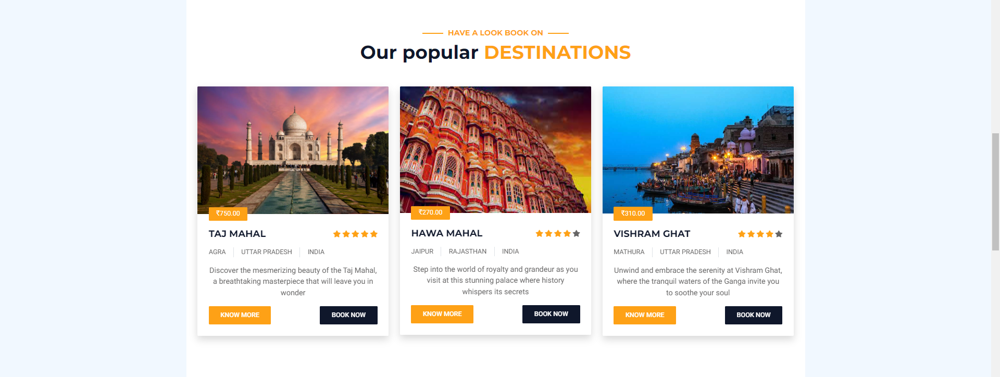 HAVE A LOOK BOOK ON
Our popular DESTINATIONS
₹750.00
TAJ MAHAL
AGRA UTTAR PRADESH INDIA
Discover the mesmerizing beauty of the Taj Mahal,
a breathtaking masterpiece that will leave you in
wonder
KNOW MORE BOOK NOW
₹270.00
HAWA MAHAL
JAIPUR RAJASTHAN INDIA
Step into the world of royalty and grandeur as you
visit at this stunning palace where history
whispers its secrets
KNOW MORE BOOK NOW
₹310.00
VISHRAM GHAT
MATHURA UTTAR PRADESH INDIA
Unwind and embrace the serenity at Vishram Ghat,
where the tranquil waters of the Ganga invite you
to soothe your soul
KNOW MORE BOOK NOW